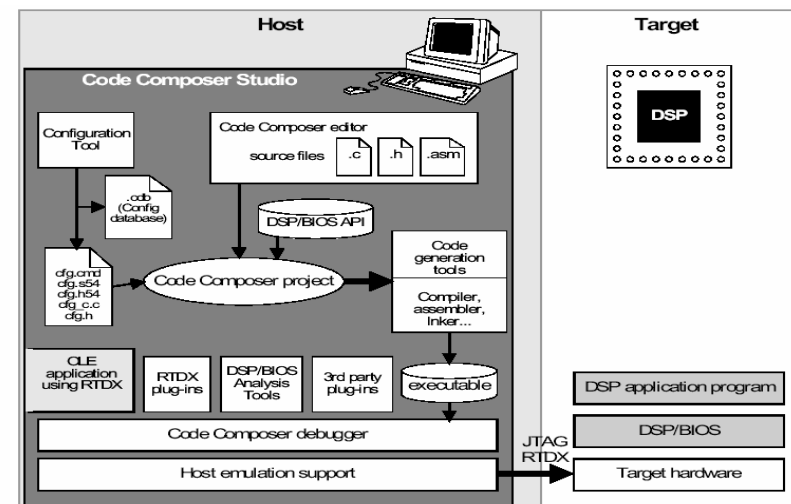 Host
Target
Code Composer Studio
DSP
Configuration
Tool
Code Composer editor
source files
.c
.h
.asm
.cdb
(Config
database)
DSP/BIOS API
Code
generation
tools
Compiler,
assembler,
linker...
cfg.cmd
cfg.s54
cfg.h54
cfg_c.c
cfg.h
Code Composer project
OLE
application
using RTDX
RTDX
plug-ins
DSP/BIOS
Analysis
Tools
3rd party
plug-ins
executable
DSP application program
Code Composer debugger
DSP/BIOS
JTAG
RTDX
Host emulation support
Target hardware